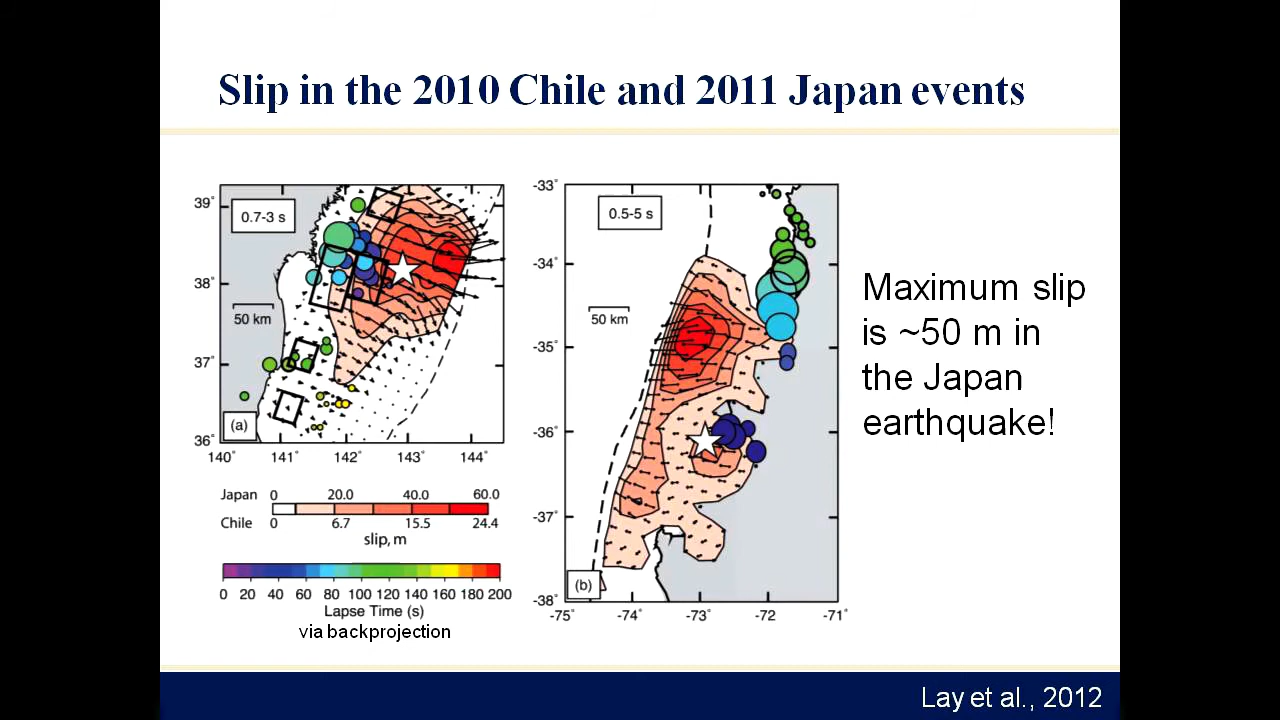 Slip in the 2010 Chile and 2011 Japan events
39°
38°
37°
36°
0.7-3 s
50 km
(a)
140° 141° 142° 143° 144°
Japan 0 20.0 40.0 60.0
Chile 0 6.7 15.5 24.4
slip, m
0 20 40 60 80 100 120 140 160 180 200
Lapse Time (s)
via backprojection
-33°
-34°
-35°
-36°
-37°
-38°
0.5-5 s
50 km
(b)
-75° -74° -73° -72° -71°
Maximum slip
is ~50 m in
the Japan
earthquake!
Lay et al., 2012